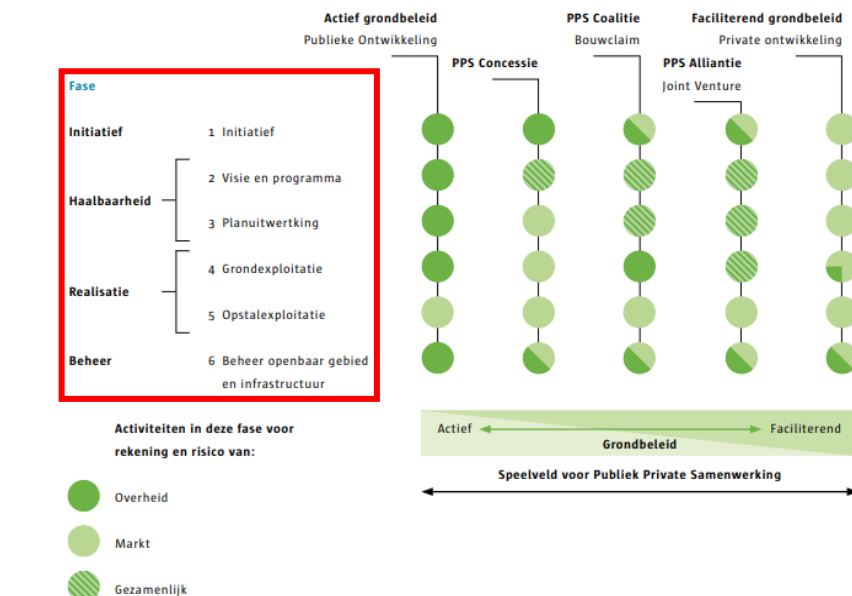 Actief grondbeleid
Publieke Ontwikkeling
PPS Concessie
PPS Coalitie
Bouwclaim
PPS Alliantie
Joint Venture
Faciliterend grondbeleid
Private ontwikkeling
Fase
Initiatief
1 Initiatief
Haalbaarheid
2 Visie en programma
3 Planuitwertking
Realisatie
4 Grondexploitatie
5 Opstalexploitatie
Beheer
6 Beheer openbaar gebied
en infrastructuur
Activiteiten in deze fase voor
rekening en risico van:
Overheid
Markt
Gezamenlijk
Actief
Faciliterend
Grondbeleid
Speelveld voor Publiek Private Samenwerking